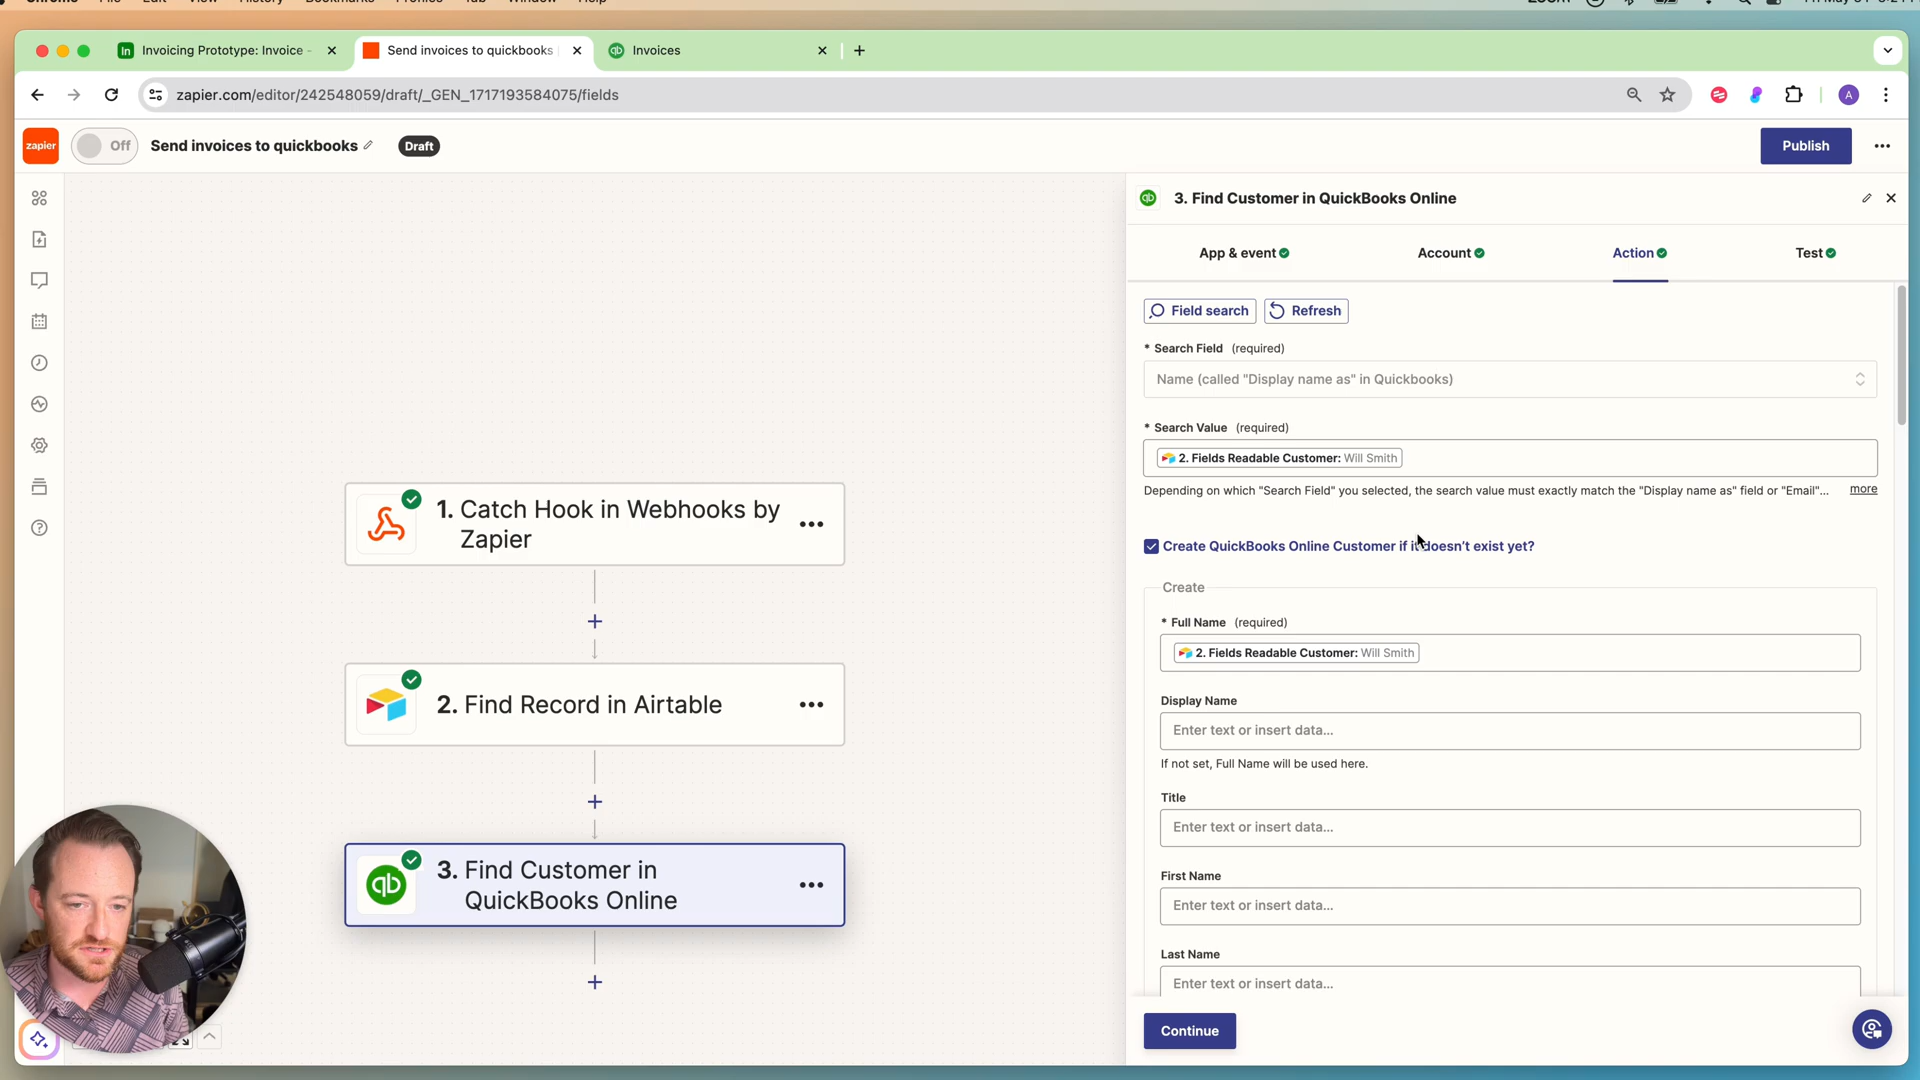 Invoicing Prototype: Invoice -
Send invoices to quickbooks
Invoices
zapier.com/editor/242548059/draft/_GEN_1717193584075/fields
A
zapier
Off
Send invoices to quickbooks
Draft
Publish
3. Find Customer in QuickBooks Online
App & event
Account
Action
Test
Field search
Refresh
* Search Field (required)
Name (called "Display name as" in Quickbooks)
* Search Value (required)
2. Fields Readable Customer: Will Smith
Depending on which "Search Field" you selected, the search value must exactly match the "Display name as" field or "Email"...
more
Create QuickBooks Online Customer if it doesn't exist yet?
Create
* Full Name (required)
2. Fields Readable Customer: Will Smith
Display Name
Enter text or insert data...
If not set, Full Name will be used here.
Title
Enter text or insert data...
First Name
Enter text or insert data...
Last Name
Enter text or insert data...
Continue
1. Catch Hook in Webhooks by
Zapier
2. Find Record in Airtable
3. Find Customer in
QuickBooks Online
qb